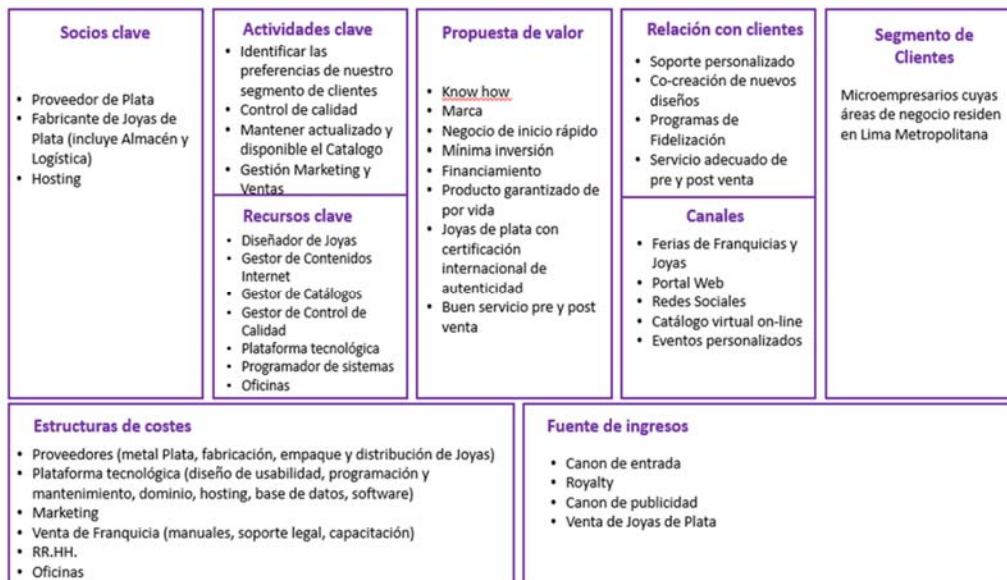 Socios clave
• Proveedor de Plata
• Fabricante de Joyas de
Plata (incluye Almacén y
Logística)
• Hosting
Actividades clave
• Identificar las
preferencias de nuestro
segmento de clientes
• Control de calidad
• Mantener actualizado y
disponible el Catalogo
• Gestión Marketing y
Ventas
Recursos clave
• Diseñador de Joyas
• Gestor de Contenidos
Internet
• Gestor de Catálogos
• Gestor de Control de
Calidad
• Plataforma tecnológica
• Programador de sistemas
• Oficinas
Propuesta de valor
• Know how
• Marca
• Negocio de inicio rápido
• Mínima inversión
• Financiamiento
• Producto garantizado de
por vida
• Joyas de plata con
certificación
internacional de
autenticidad
• Buen servicio pre y post
venta
Relación con clientes
• Soporte personalizado
• Co-creación de nuevos
diseños
• Programas de
Fidelización
• Servicio adecuado de
pre y post venta
Canales
• Ferias de Franquicias y
Joyas
• Portal Web
• Redes Sociales
• Catálogo virtual on-line
• Eventos personalizados
Segmento de
Clientes
Microempresarios cuyas
áreas de negocio residen
en Lima Metropolitana
Estructuras de costes
• Proveedores (metal Plata, fabricación, empaque y distribución de Joyas)
• Plataforma tecnológica (diseño de usabilidad, programación y
mantenimiento, dominio, hosting, base de datos, software)
• Marketing
• Venta de Franquicia (manuales, soporte legal, capacitación)
• RR.HH.
• Oficinas
Fuente de ingresos
• Canon de entrada
• Royalty
• Canon de publicidad
• Venta de Joyas de Plata